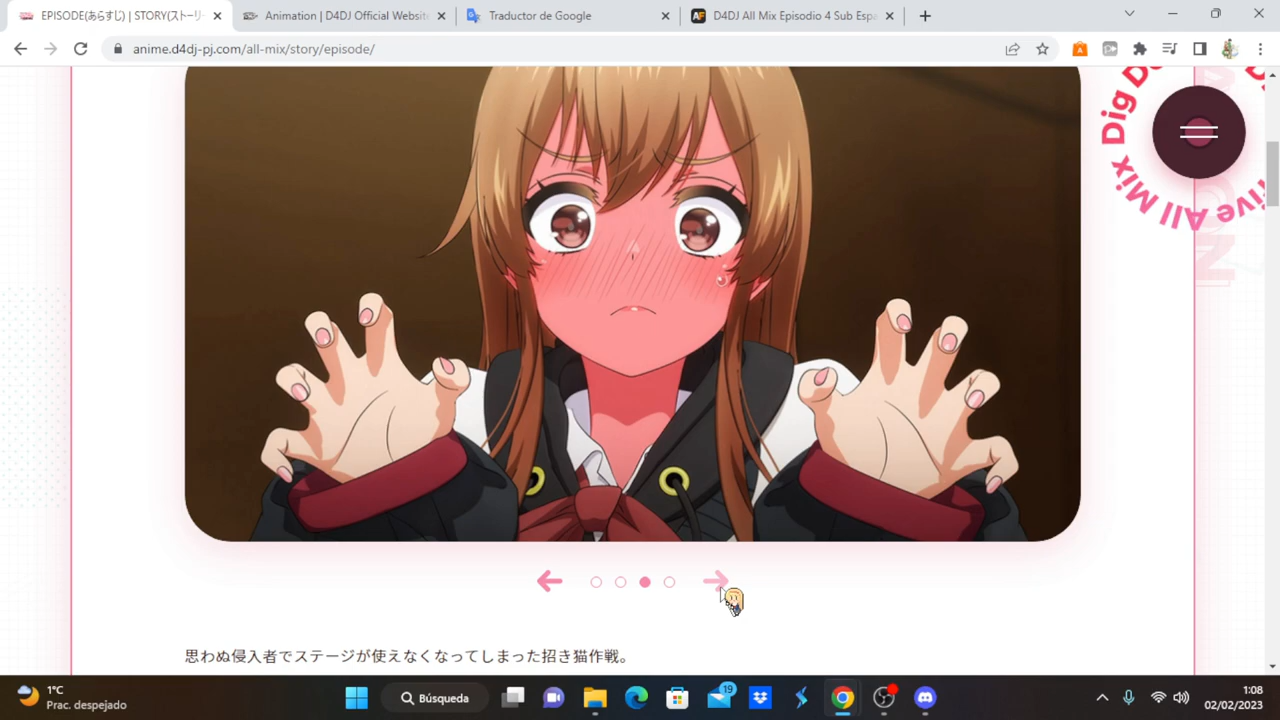 EPISODE(あらすじ) | STORY(ストーリー
Animation | D4DJ Official Website
Traductor de Google
D4DJ All Mix Episodio 4 Sub Espa
anime.d4dj-pj.com/all-mix/story/episode/
Dig D
ive All Mix
ON
思わぬ侵入者でステージが使えなくなってしまった招き猫作戦。
1°C
Prac. despejado
Búsqueda
19
1:08
02/02/2023